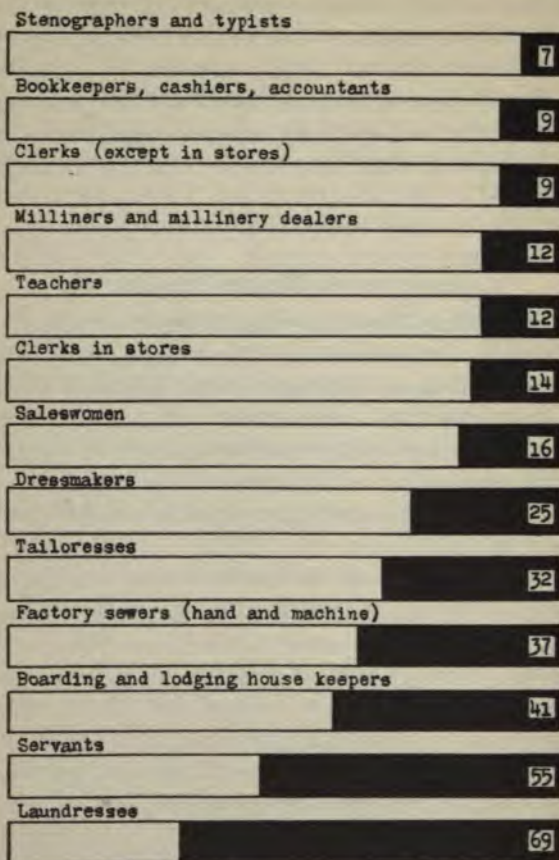 Stenographers and typists
7
Bookkeepers, cashiers, accountants
9
Clerks (except in stores)
9
Milliners and millinery dealers
12
Teachers
12
Clerks in stores
14
Saleswomen
16
Dressmakers
25
Tailoresses
32
Factory sewers (hand and machine)
37
Boarding and lodging house keepers
41
Servants
55
Laundresses
69